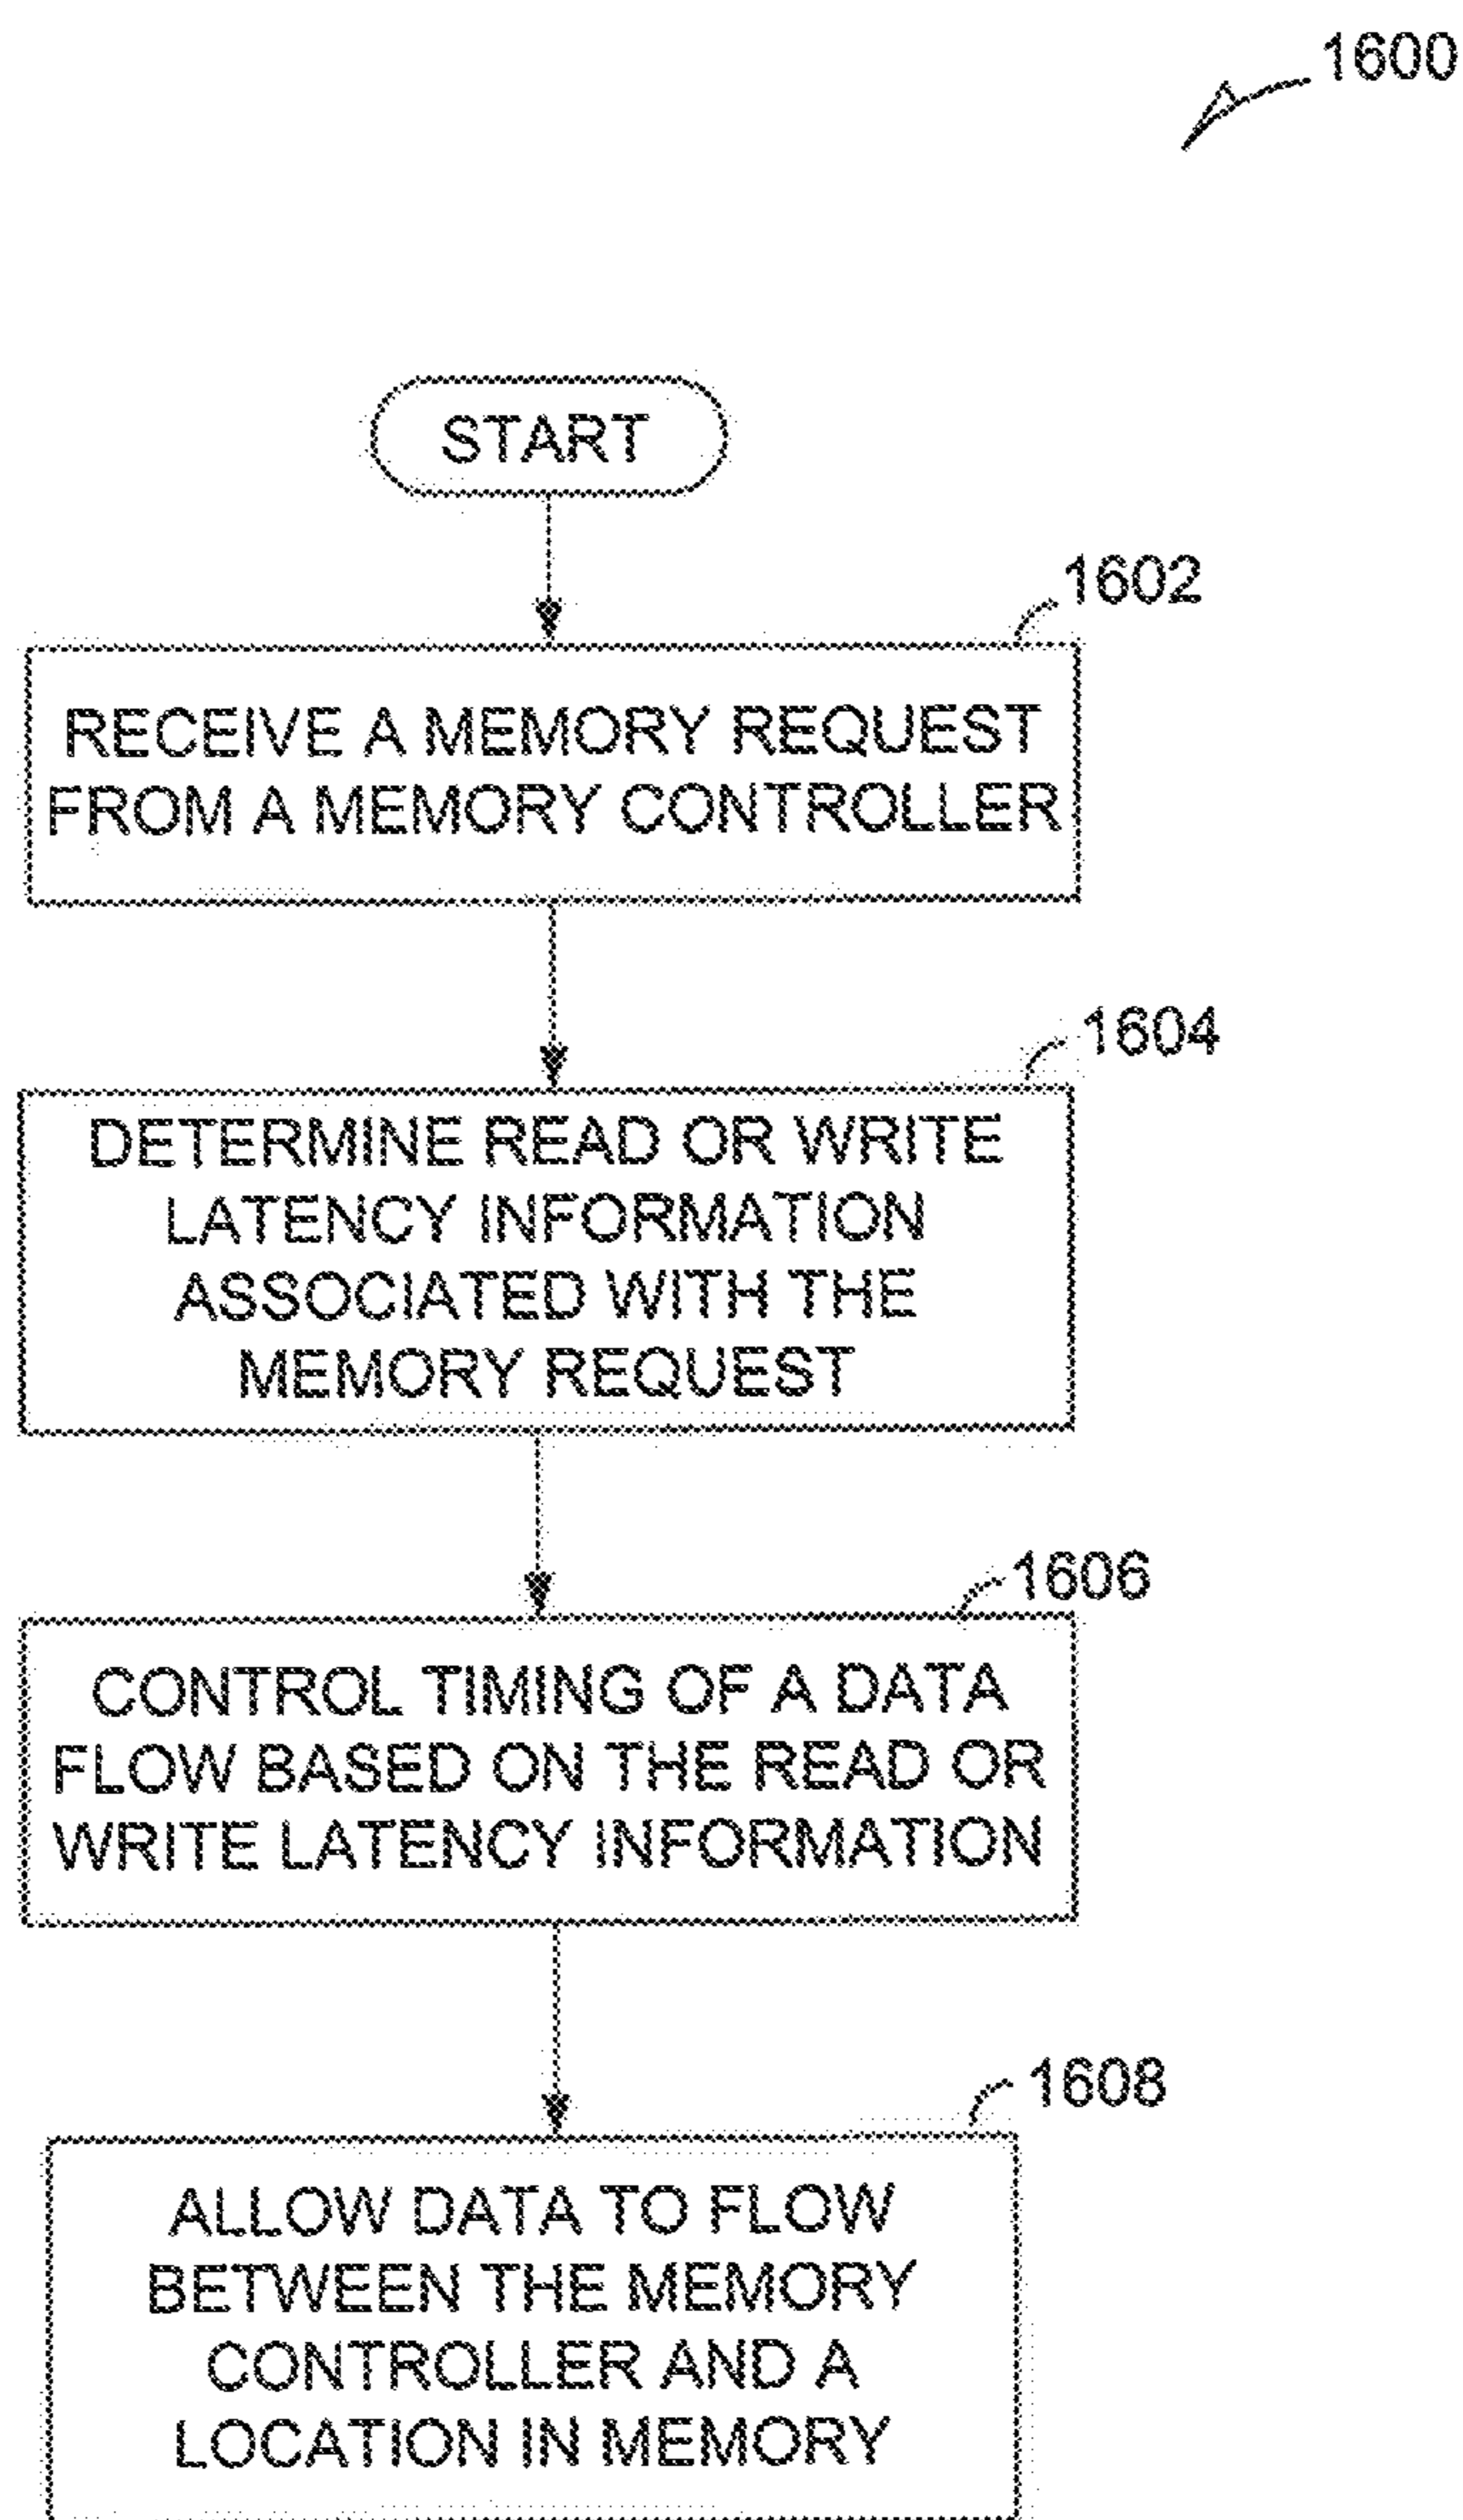 1600
START
1602
RECEIVE A MEMORY REQUEST
FROM A MEMORY CONTROLLER
1604
DETERMINE READ OR WRITE
LATENCY INFORMATION
ASSOCIATED WITH THE
MEMORY REQUEST
1606
CONTROL TIMING OF A DATA
FLOW BASED ON THE READ OR
WRITE LATENCY INFORMATION
1608
ALLOW DATA TO FLOW
BETWEEN THE MEMORY
CONTROLLER AND A
LOCATION IN MEMORY